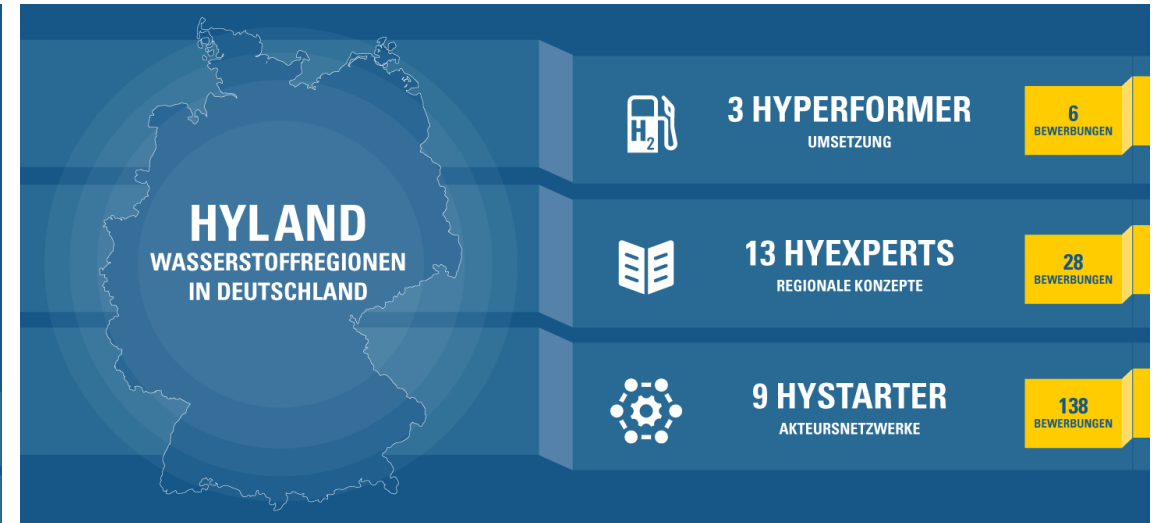 HYLAND
WASSERSTOFFREGIONEN
IN DEUTSCHLAND
H2
3 HYPERFORMER
UMSETZUNG
6
BEWERBUNGEN
13 HYEXPERTS
REGIONALE KONZEPTE
28
BEWERBUNGEN
9 HYSTARTER
AKTEURSNETZWERKE
138
BEWERBUNGEN